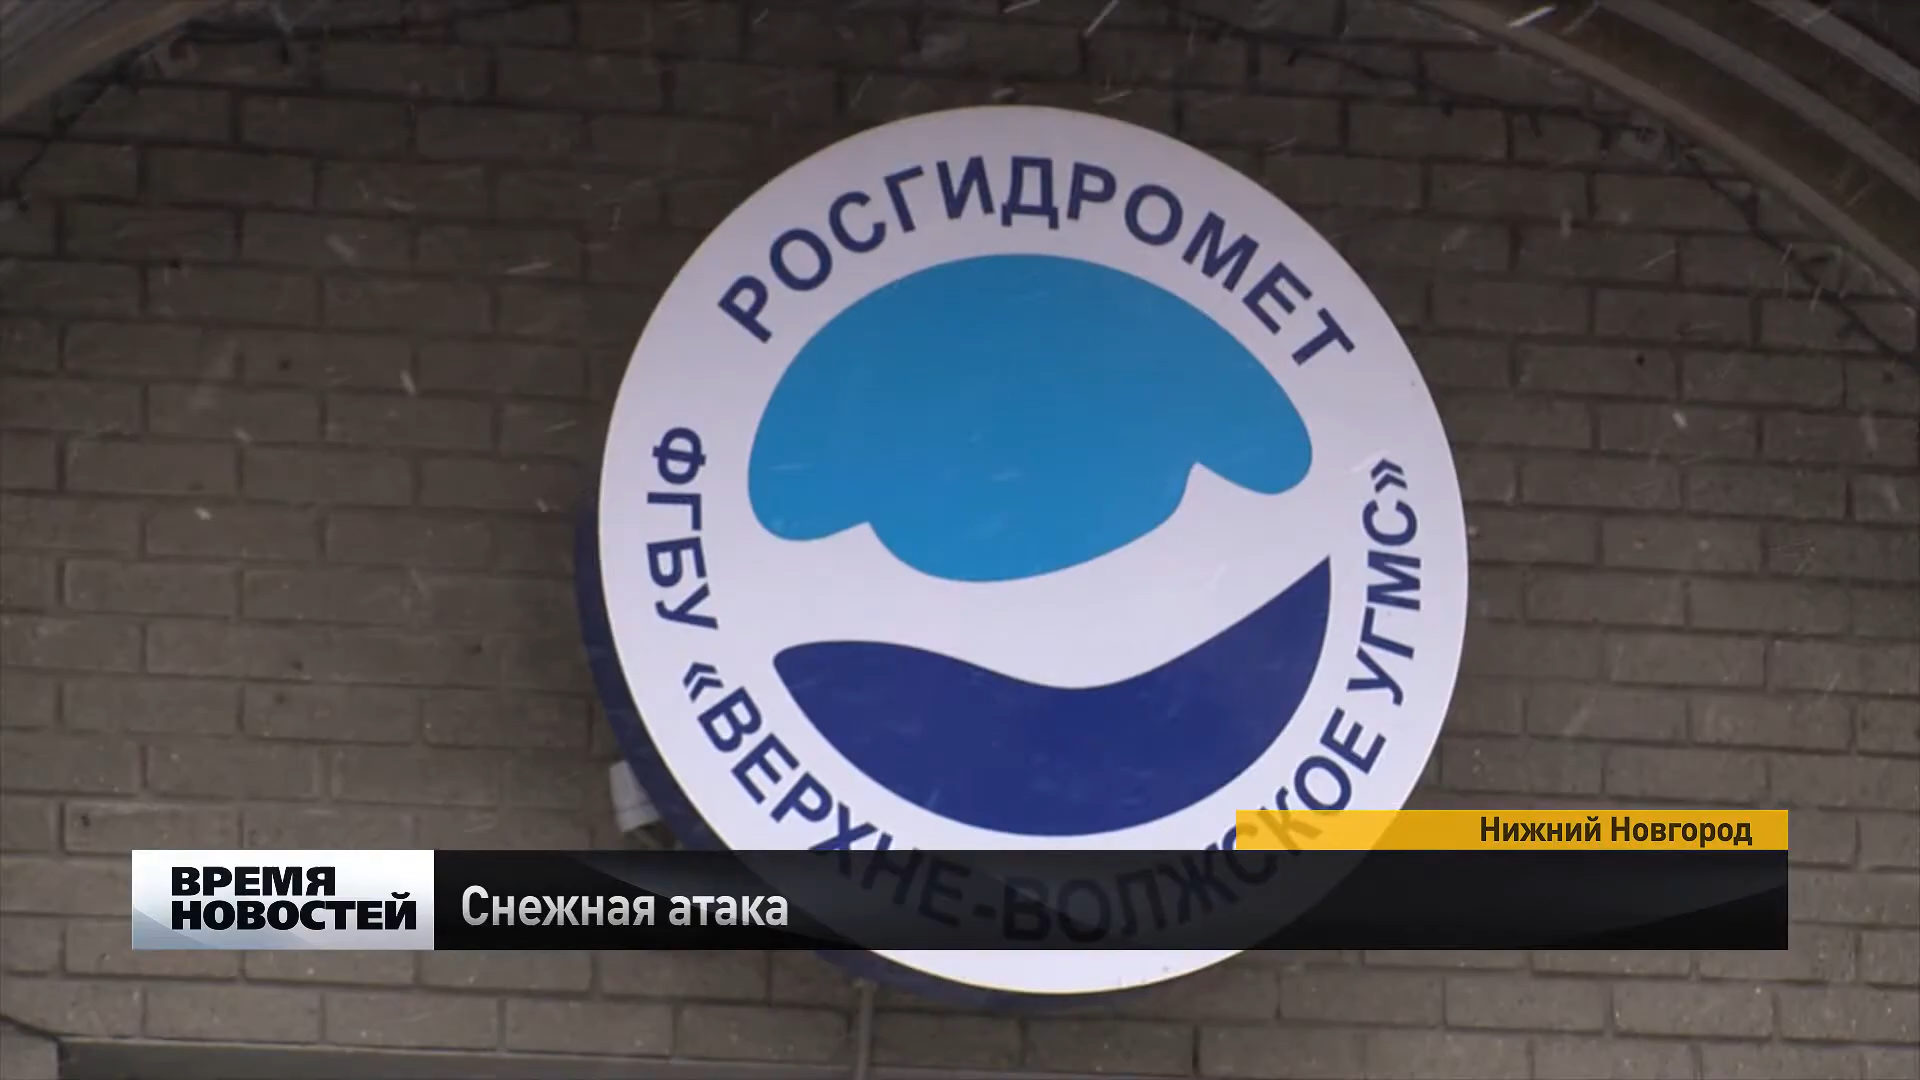 РОСГИДРОМЕТ
ФГБУ «ВЕРХНЕ-ВОЛЖСКОЕ УГМС»
Нижний Новгород
ВРЕМЯ
НОВОСТЕЙ
Снежная атака